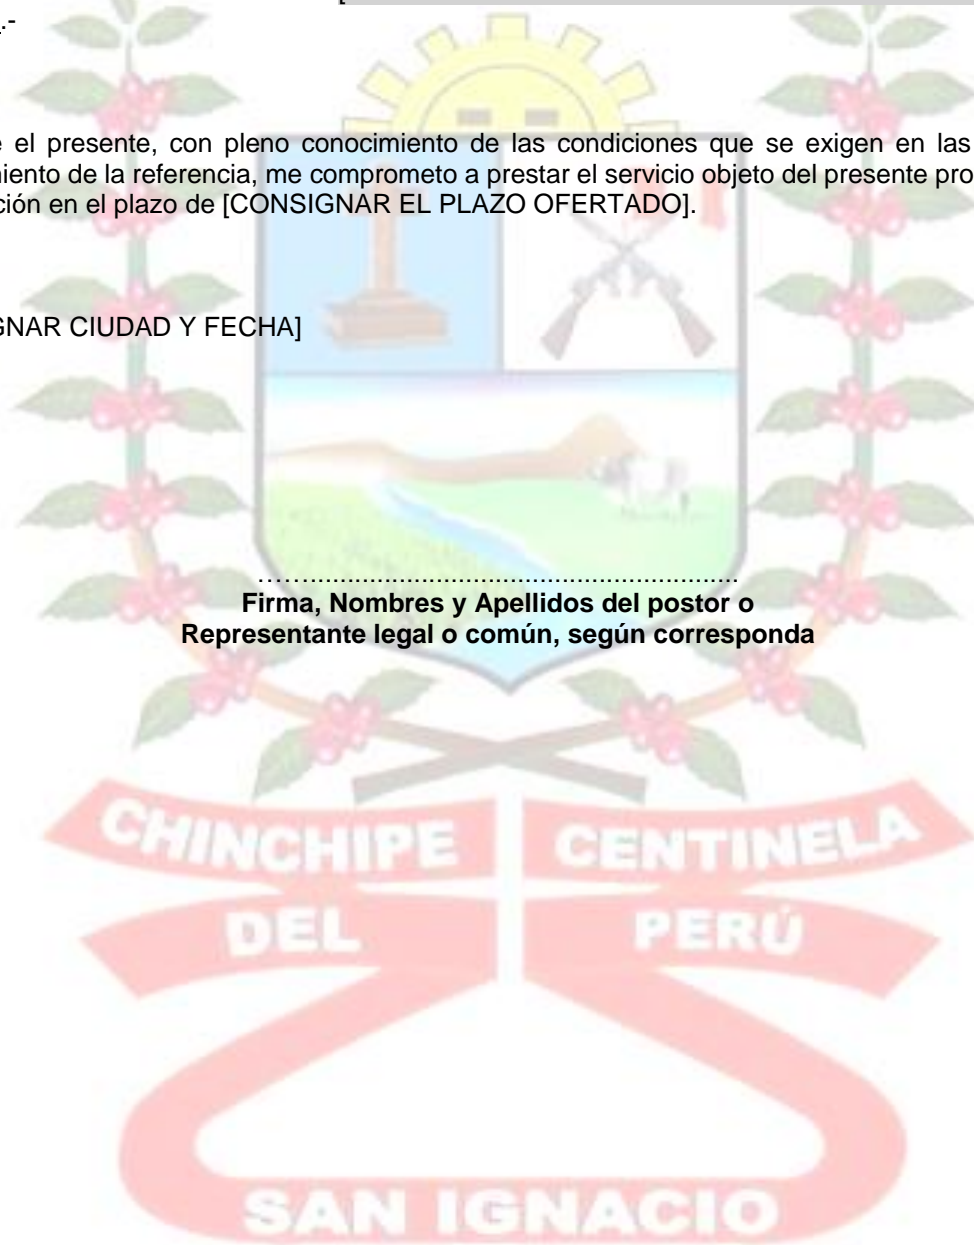 .-
e el presente, con pleno conocimiento de las condiciones que se exigen en las
niento de la referencia, me comprometo a prestar el servicio objeto del presente pro
ción en el plazo de [CONSIGNAR EL PLAZO OFERTADO].
GNAR CIUDAD Y FECHA]
……...........................................................
Firma, Nombres y Apellidos del postor o
Representante legal o común, según corresponda
CHINCHIPE CENTINELA
DEL PERÚ
SAN IGNACIO